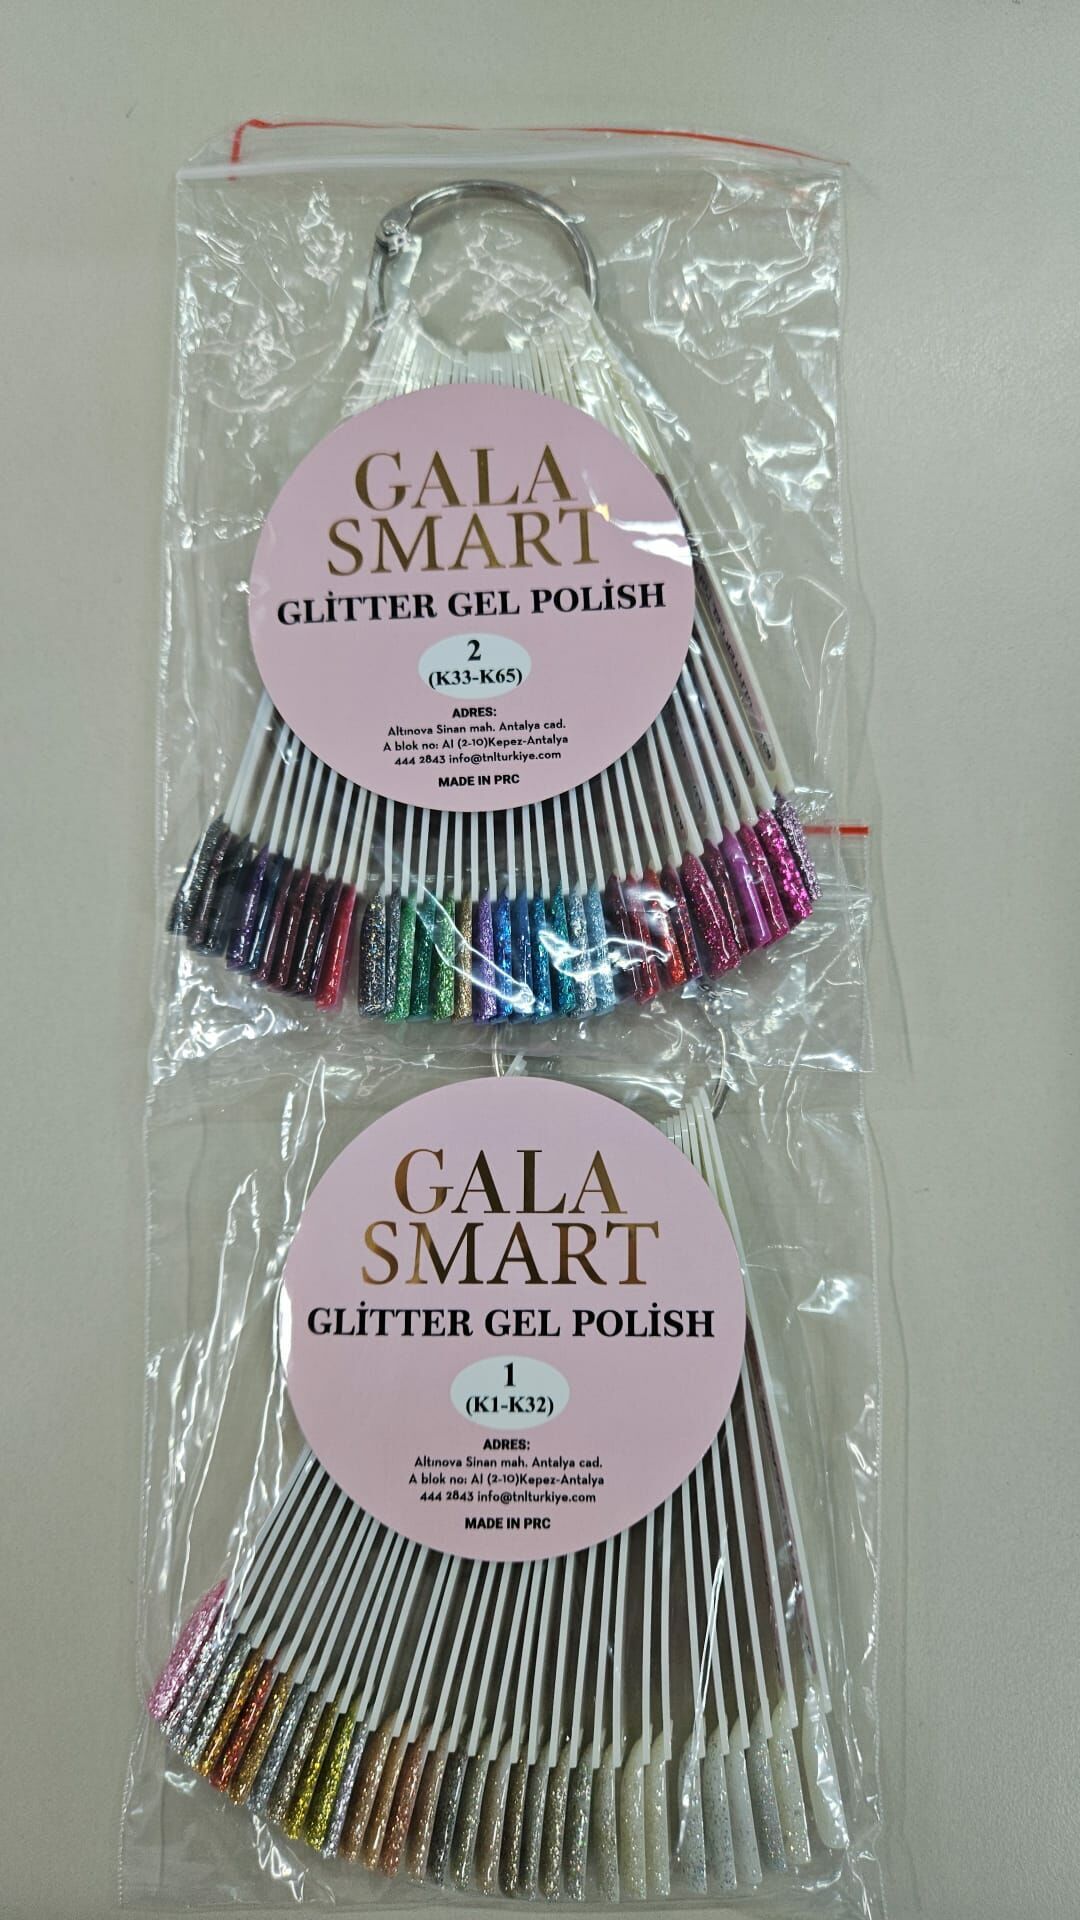 GALA
SMART
GLİTTER GEL POLİSH
2
(K33-K65)
ADRES:
Altınova Sinan mah. Antalya cad.
A blok no: Al (2-10)Kepez-Antalya
444 2843 info@tnlturkiye.com
MADE IN PRC
GALA
SMART
GLİTTER GEL POLİSH
1
(K1-K32)
ADRES:
Altınova Sinan mah. Antalya cad.
A blok no: Al (2-10)Kepez-Antalya
444 2843 info@tnlturkiye.com
MADE IN PRC